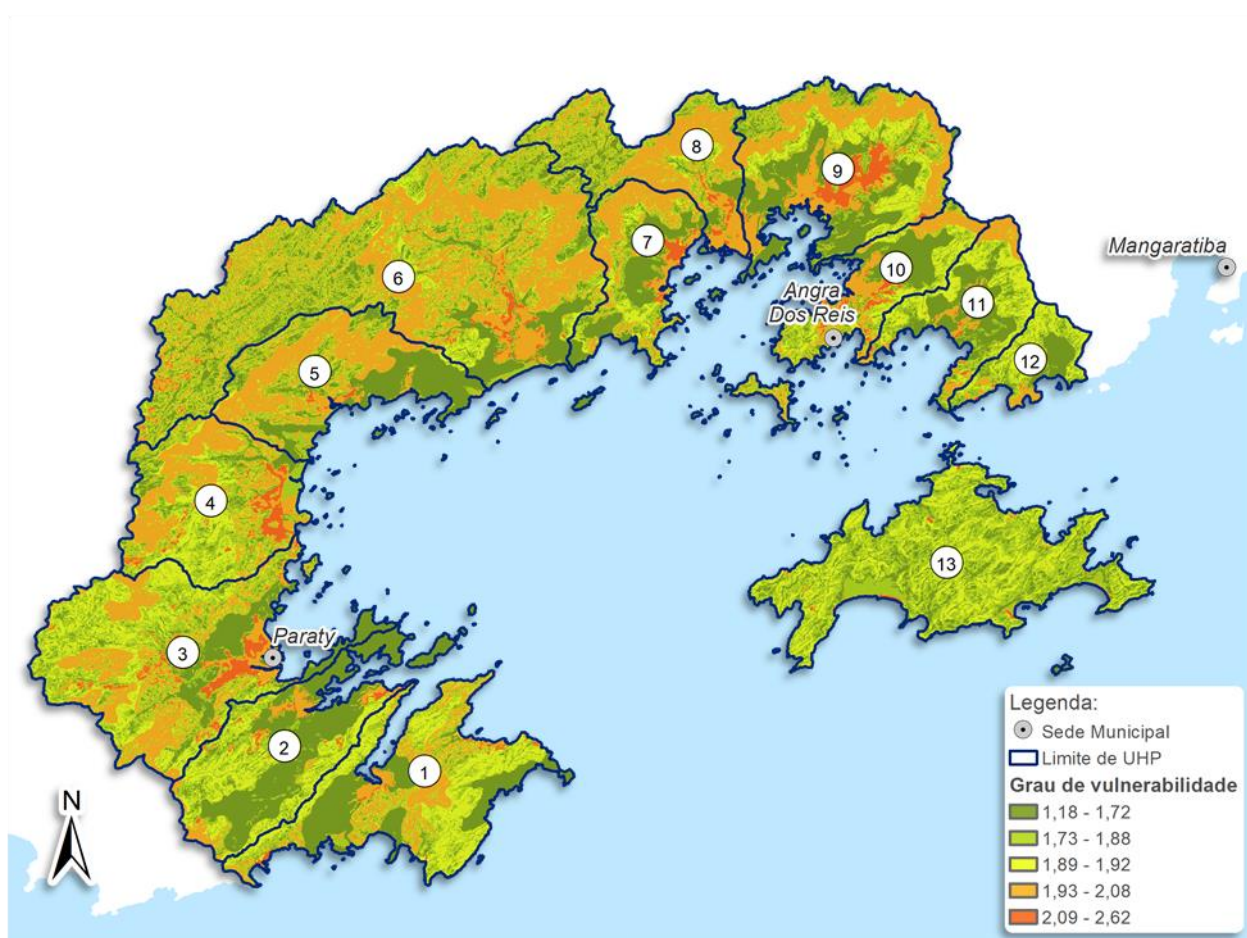 8
9
7
Mangaratiba
6
10
Angra
Dos Reis
11
12
5
4
13
Paratý
3
2
1
N
Legenda:
Sede Municipal
Limite de UHP
Grau de vulnerabilidade
1,18 - 1,72
1,73 - 1,88
1,89 - 1,92
1,93 - 2,08
2,09 - 2,62